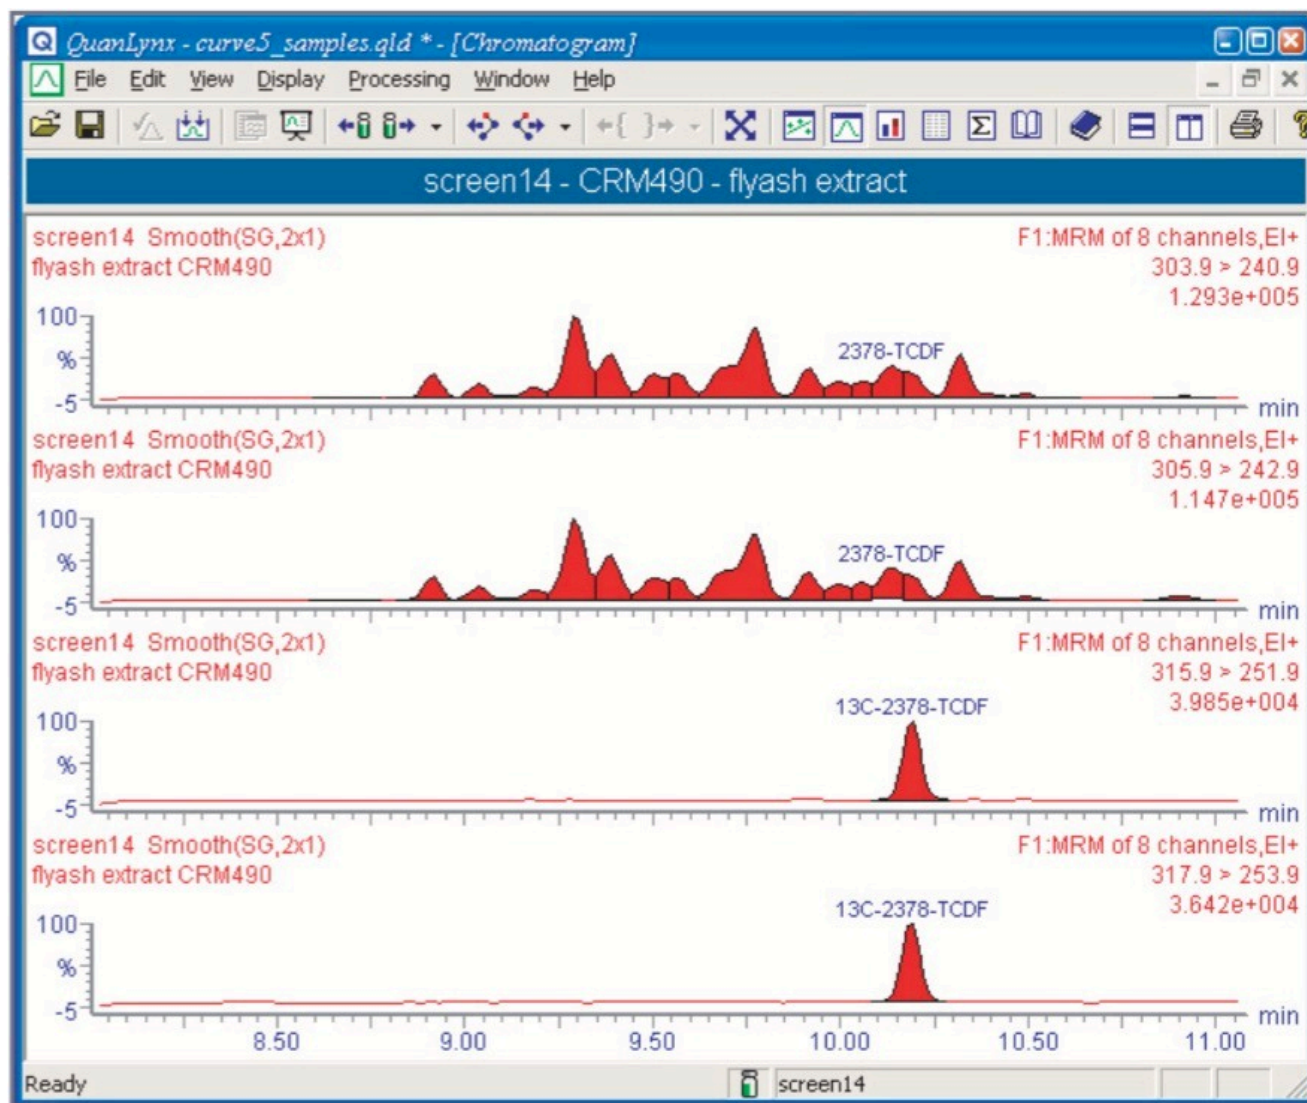 QuanLynx - curve5_samples.qld * - [Chromatogram]
File Edit View Display Processing Window Help
screen14 - CRM490 - flyash extract
screen14 Smooth(SG,2x1)
flyash extract CRM490
F1:MRM of 8 channels,EI+
303.9 > 240.9
1.293e+005
100
%
-5
2378-TCDF
min
screen14 Smooth(SG,2x1)
flyash extract CRM490
F1:MRM of 8 channels,EI+
305.9 > 242.9
1.147e+005
100
%
-5
2378-TCDF
min
screen14 Smooth(SG,2x1)
flyash extract CRM490
F1:MRM of 8 channels,EI+
315.9 > 251.9
3.985e+004
100
%
-5
13C-2378-TCDF
min
screen14 Smooth(SG,2x1)
flyash extract CRM490
F1:MRM of 8 channels,EI+
317.9 > 253.9
3.642e+004
100
%
-5
13C-2378-TCDF
min
8.50 9.00 9.50 10.00 10.50 11.00
Ready screen14